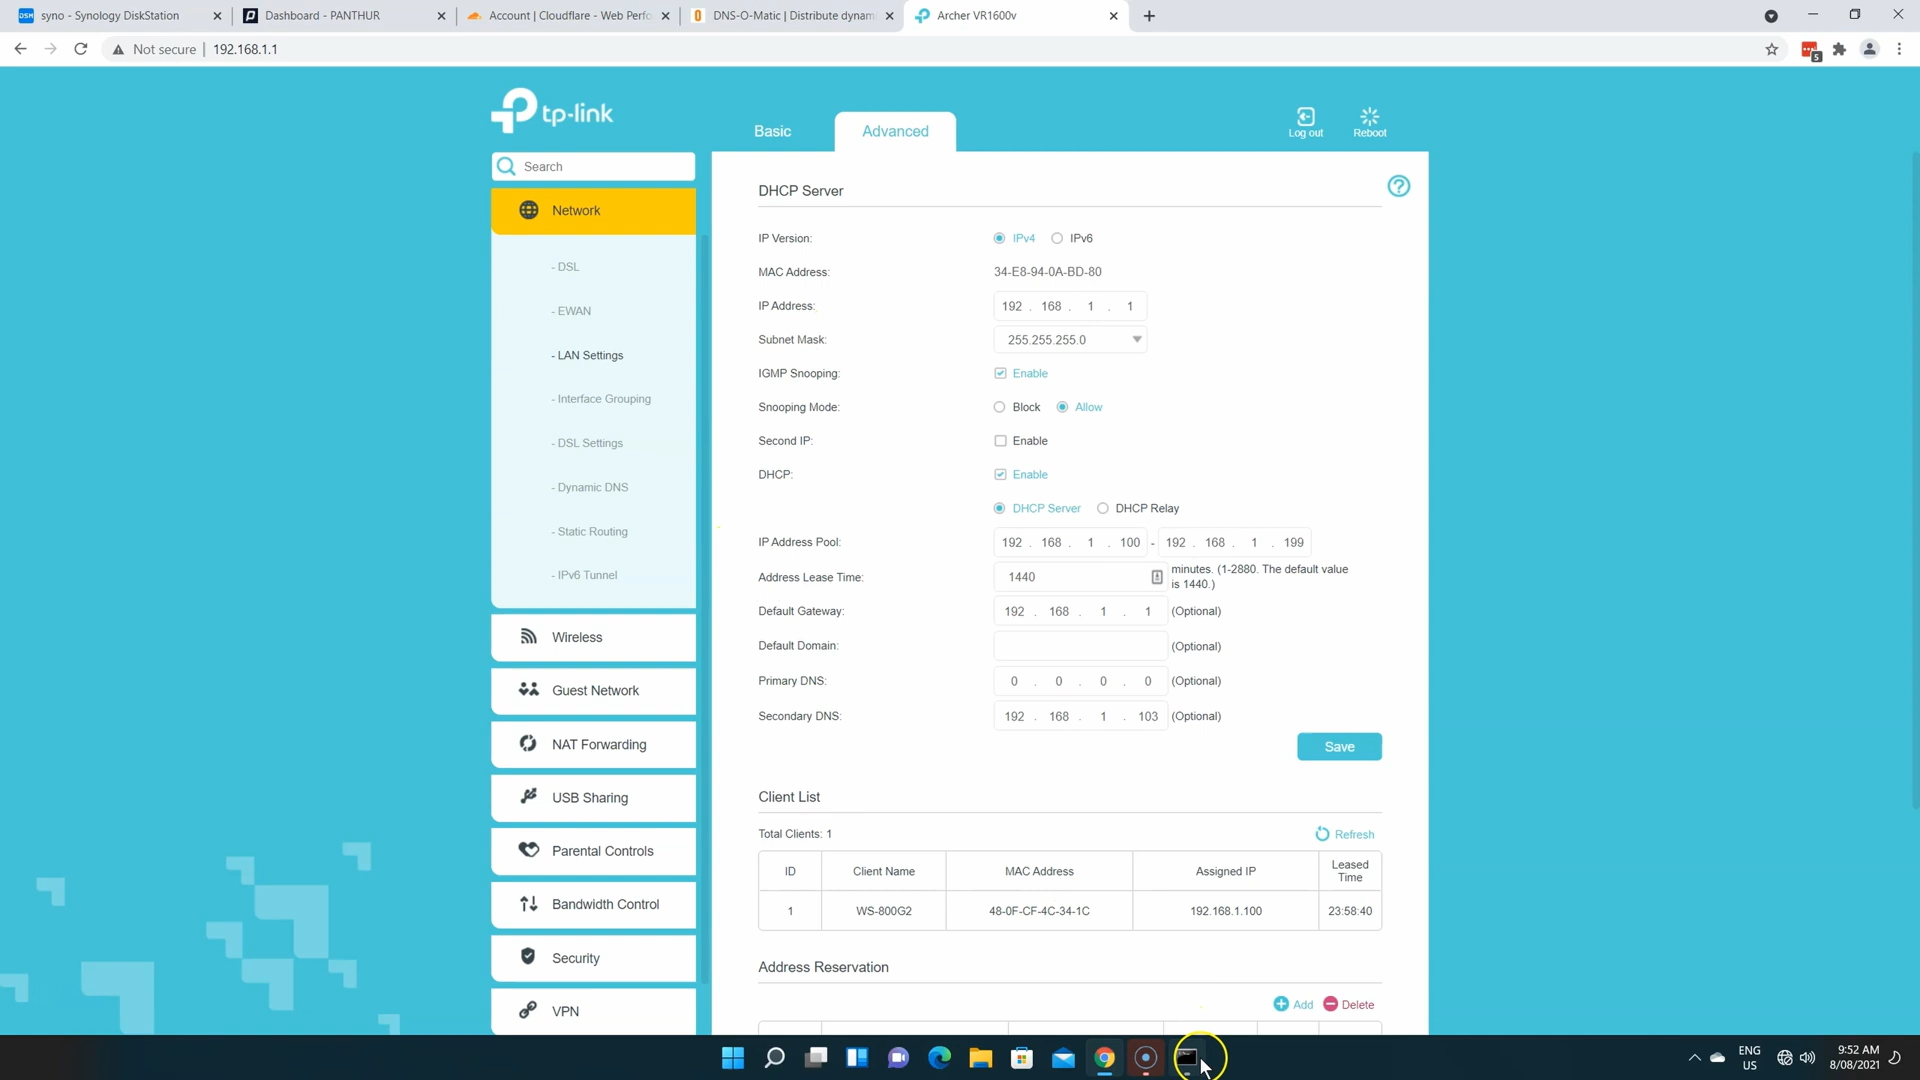 syno - Synology DiskStation
Dashboard - PANTHUR
Account | Cloudflare - Web Perfo
DNS-O-Matic | Distribute dynam
Archer VR1600v
Not secure
192.168.1.1
5
tp-link
Basic
Advanced
Log out
Reboot
Search
Network
- DSL
- EWAN
- LAN Settings
- Interface Grouping
- DSL Settings
- Dynamic DNS
- Static Routing
- IPv6 Tunnel
Wireless
Guest Network
NAT Forwarding
USB Sharing
Parental Controls
Bandwidth Control
Security
VPN
DHCP Server
IP Version: IPv4 IPv6
MAC Address: 34-E8-94-0A-BD-80
IP Address: 192 . 168 . 1 . 1
Subnet Mask: 255.255.255.0
IGMP Snooping: Enable
Snooping Mode: Block Allow
Second IP: Enable
DHCP: Enable
DHCP Server DHCP Relay
IP Address Pool: 192 . 168 . 1 . 100 - 192 . 168 . 1 . 199
Address Lease Time: 1440 minutes. (1-2880. The default value
is 1440.)
Default Gateway: 192 . 168 . 1 . 1 (Optional)
Default Domain: (Optional)
Primary DNS: 0 . 0 . 0 . 0 (Optional)
Secondary DNS: 192 . 168 . 1 . 103 (Optional)
Save
Client List
Total Clients: 1
Refresh
ID Client Name MAC Address Assigned IP Leased Time
1 WS-800G2 48-0F-CF-4C-34-1C 192.168.1.100 23:58:40
Address Reservation
Add Delete
ENG
US
9:52 AM
8/08/2021